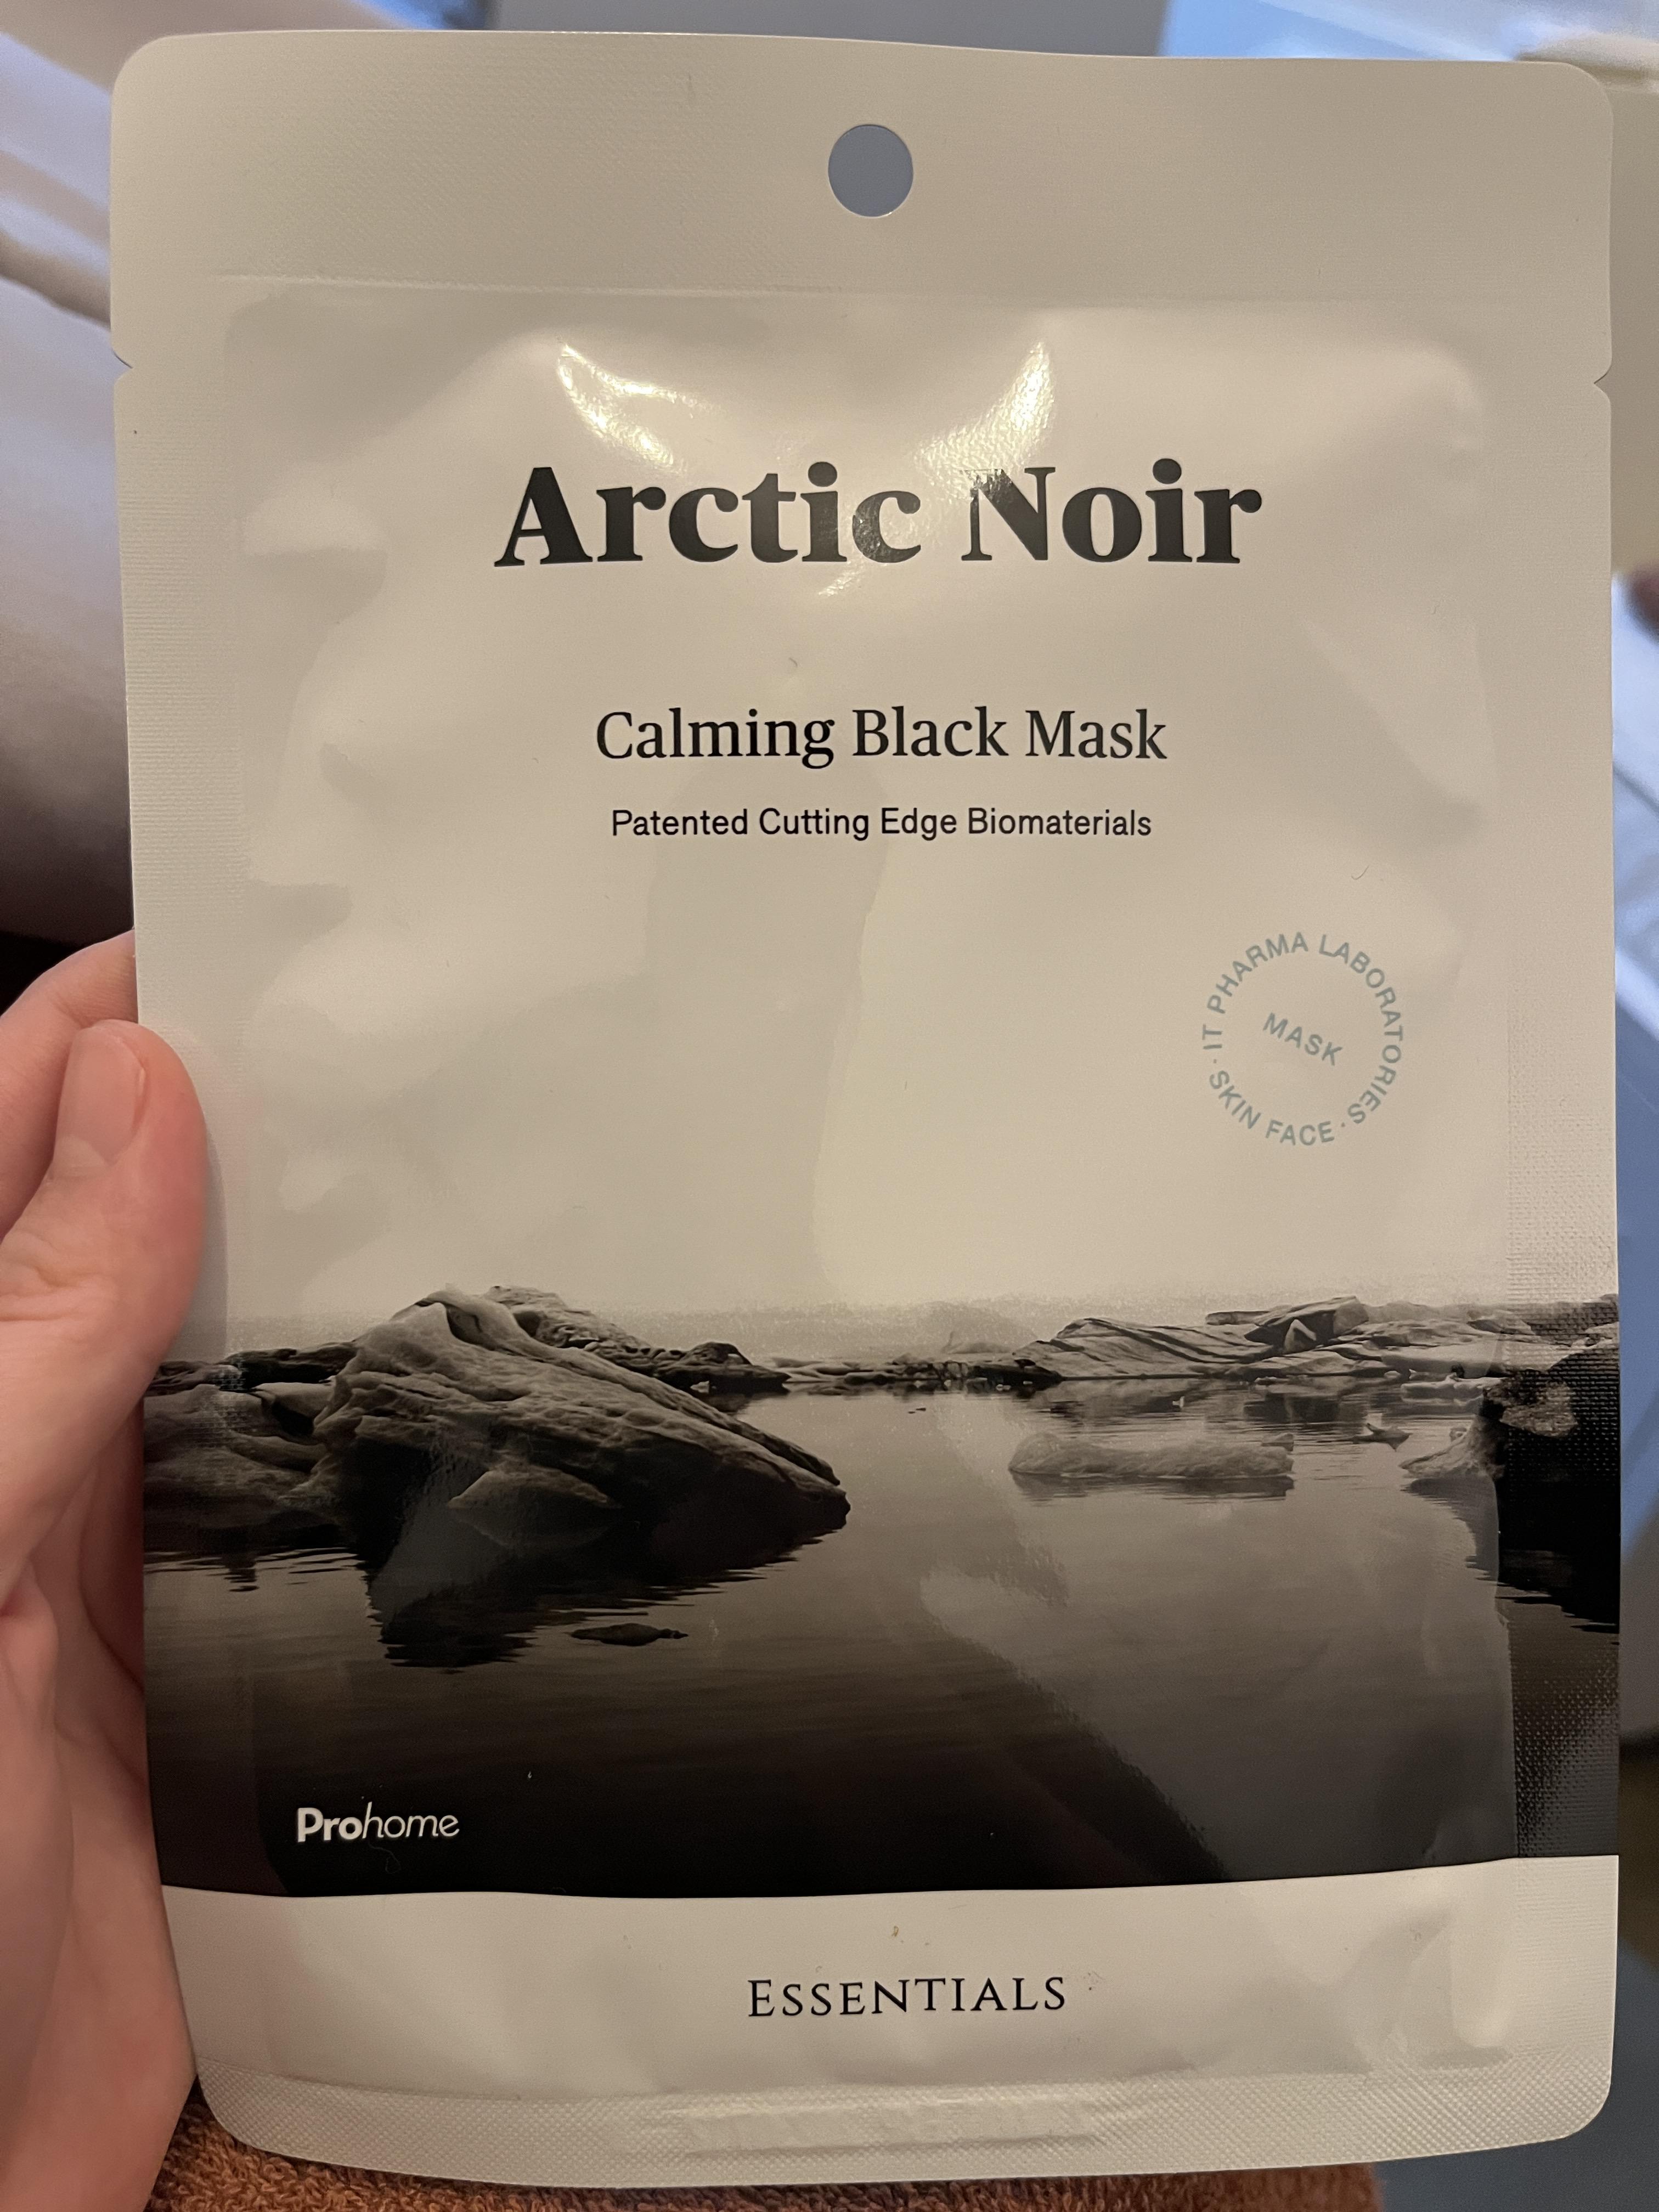 Arctic Noir
Calming Black Mask
Patented Cutting Edge Biomaterials
· IT PHARMA LABORATORIES · SKIN FACE
MASK
Prohome
ESSENTIALS